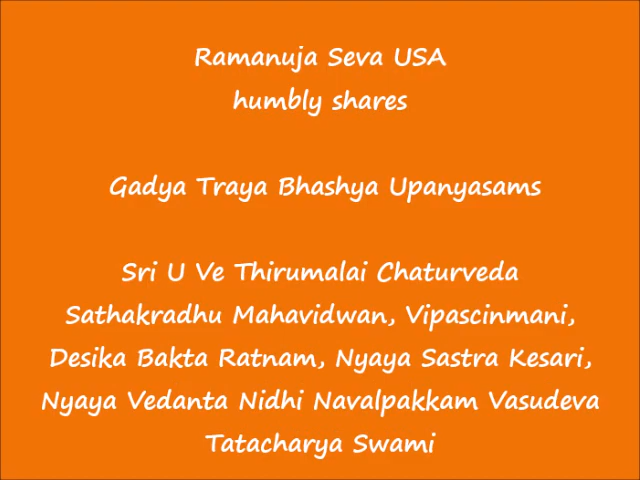 Ramanuja Seva USA
humbly shares
Gadya Traya Bhashya Upanyasams
Sri U Ve Thirumalai Chaturveda
Sathakradhu Mahavidwan, Vipascinmani,
Desika Bakta Ratnam, Nyaya Sastra Kesari,
Nyaya Vedanta Nidhi Navalpakkam Vasudeva
Tatacharya Swami